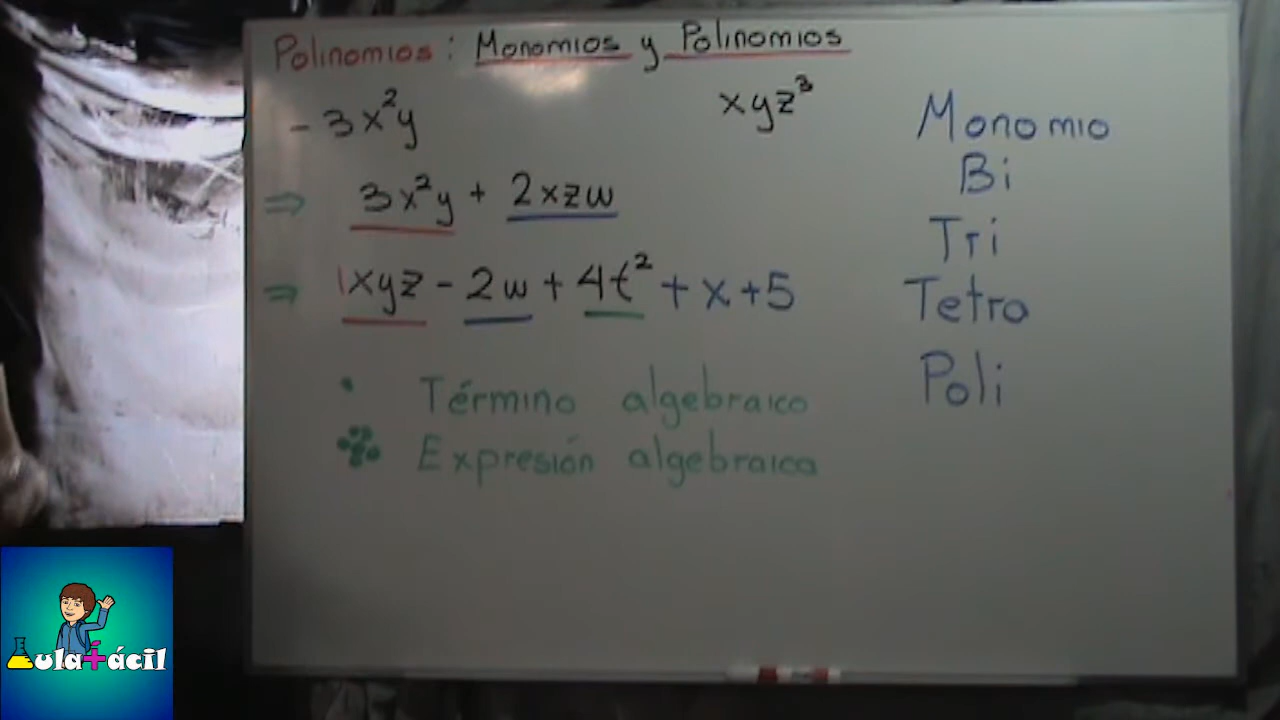 Polinomios: Monomios y Polinomios
-3x²y
xyz³
Monomio
Bi
⇒ 3x²y + 2xzw
Tri
⇒ 1xyz - 2w + 4t² + x + 5
Tetra
Poli
• Término algebraico
Expresión algebraica
Aula+fácil